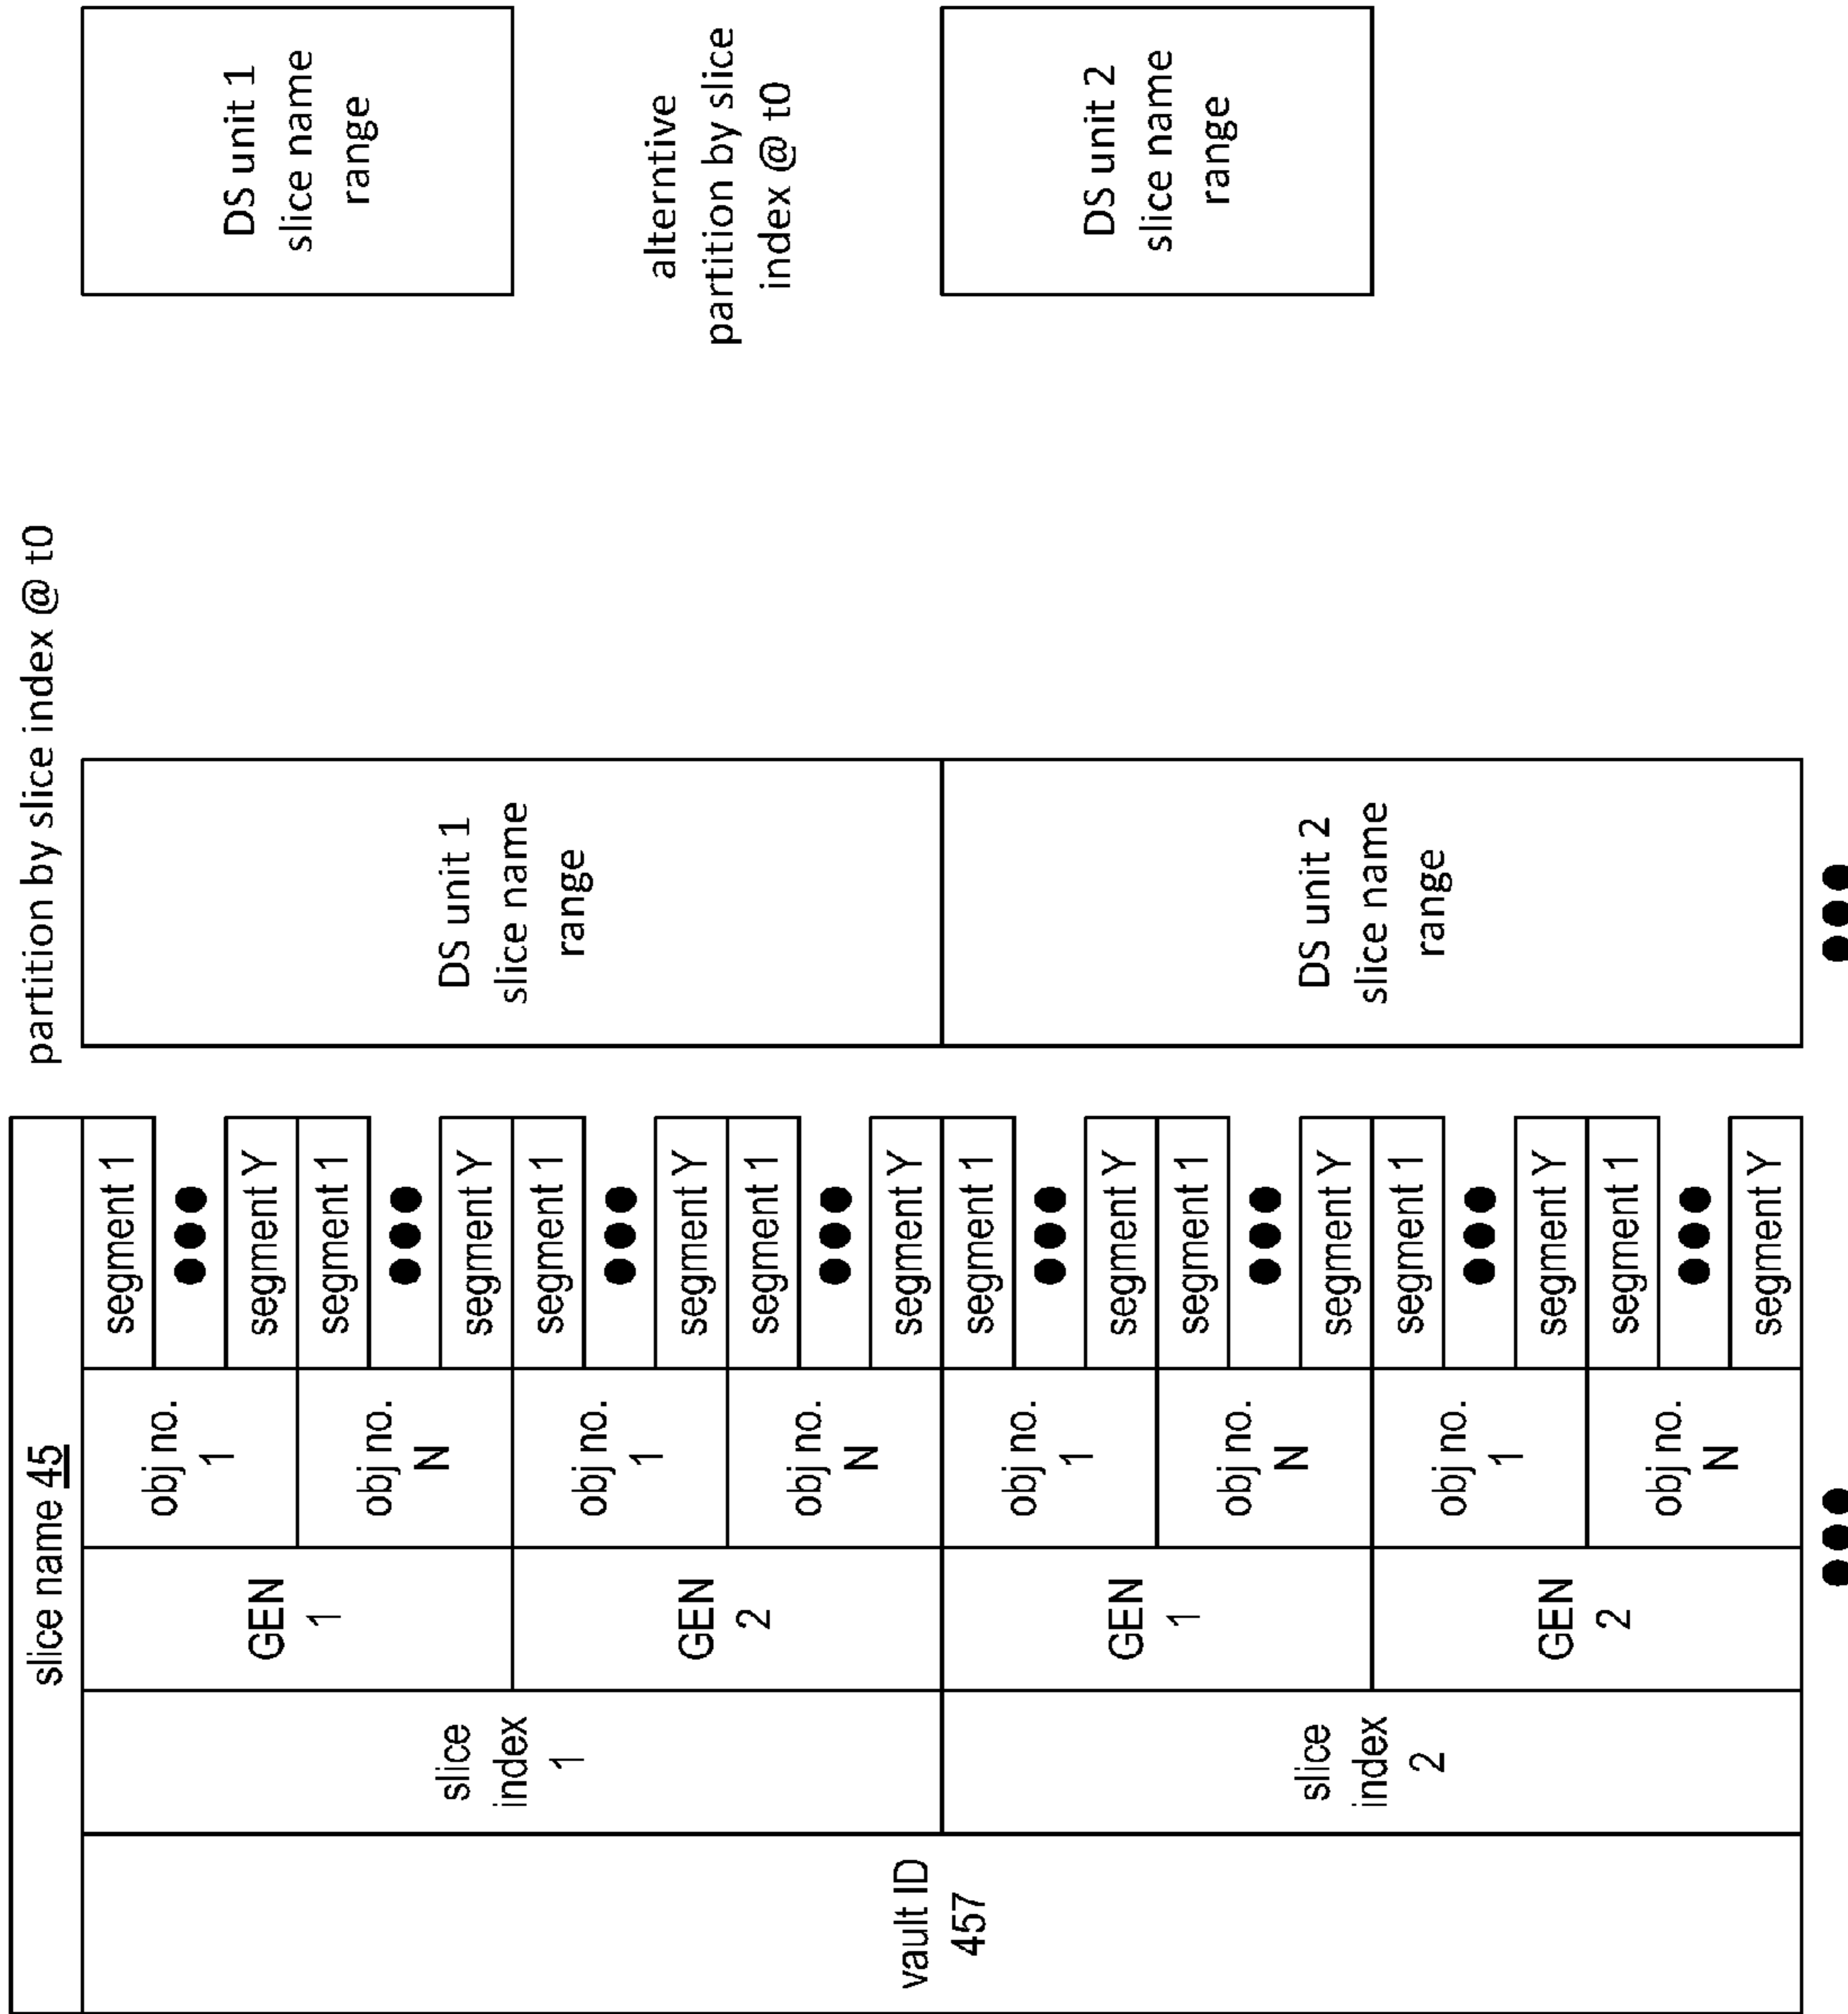 slice name 45
vault ID
457
slice
index
1
slice
index
2
GEN
1
GEN
2
GEN
1
GEN
2
obj no.
1
obj no.
N
obj no.
1
obj no.
N
obj no.
1
obj no.
N
obj no.
1
obj no.
N
segment 1
segment Y
segment 1
segment Y
segment 1
segment Y
segment 1
segment Y
segment 1
segment Y
segment 1
segment Y
segment 1
segment Y
segment 1
segment Y
partition by slice index @ t0
DS unit 1
slice name
range
DS unit 2
slice name
range
DS unit 1
slice name
range
alterntive
partition by slice
index @ t0
DS unit 2
slice name
range